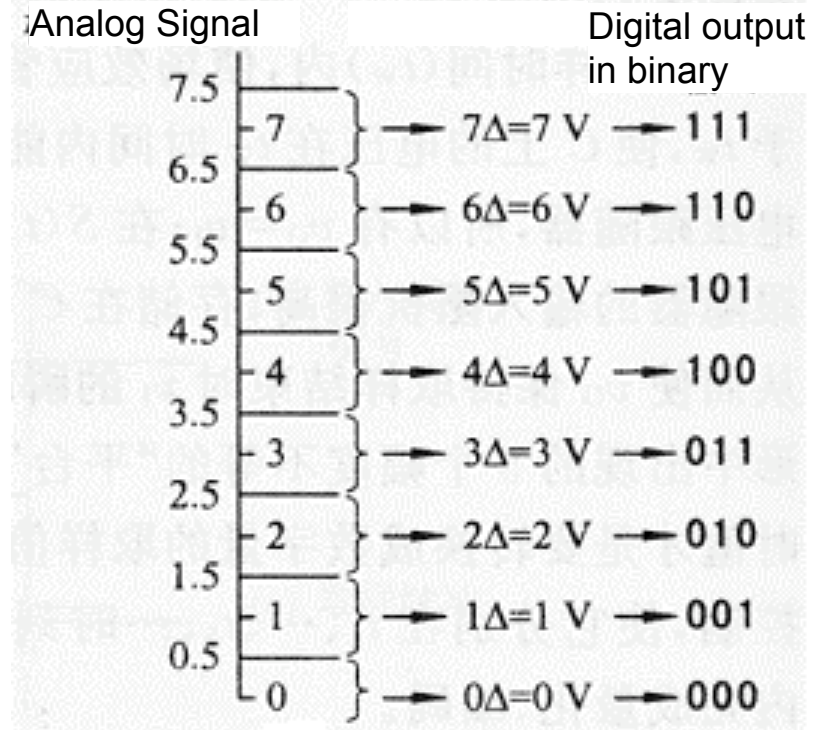 Analog Signal
Digital output
in binary
7.5
7 → 7Δ=7 V → 111
6.5
6 → 6Δ=6 V → 110
5.5
5 → 5Δ=5 V → 101
4.5
4 → 4Δ=4 V → 100
3.5
3 → 3Δ=3 V → 011
2.5
2 → 2Δ=2 V → 010
1.5
1 → 1Δ=1 V → 001
0.5
0 → 0Δ=0 V → 000